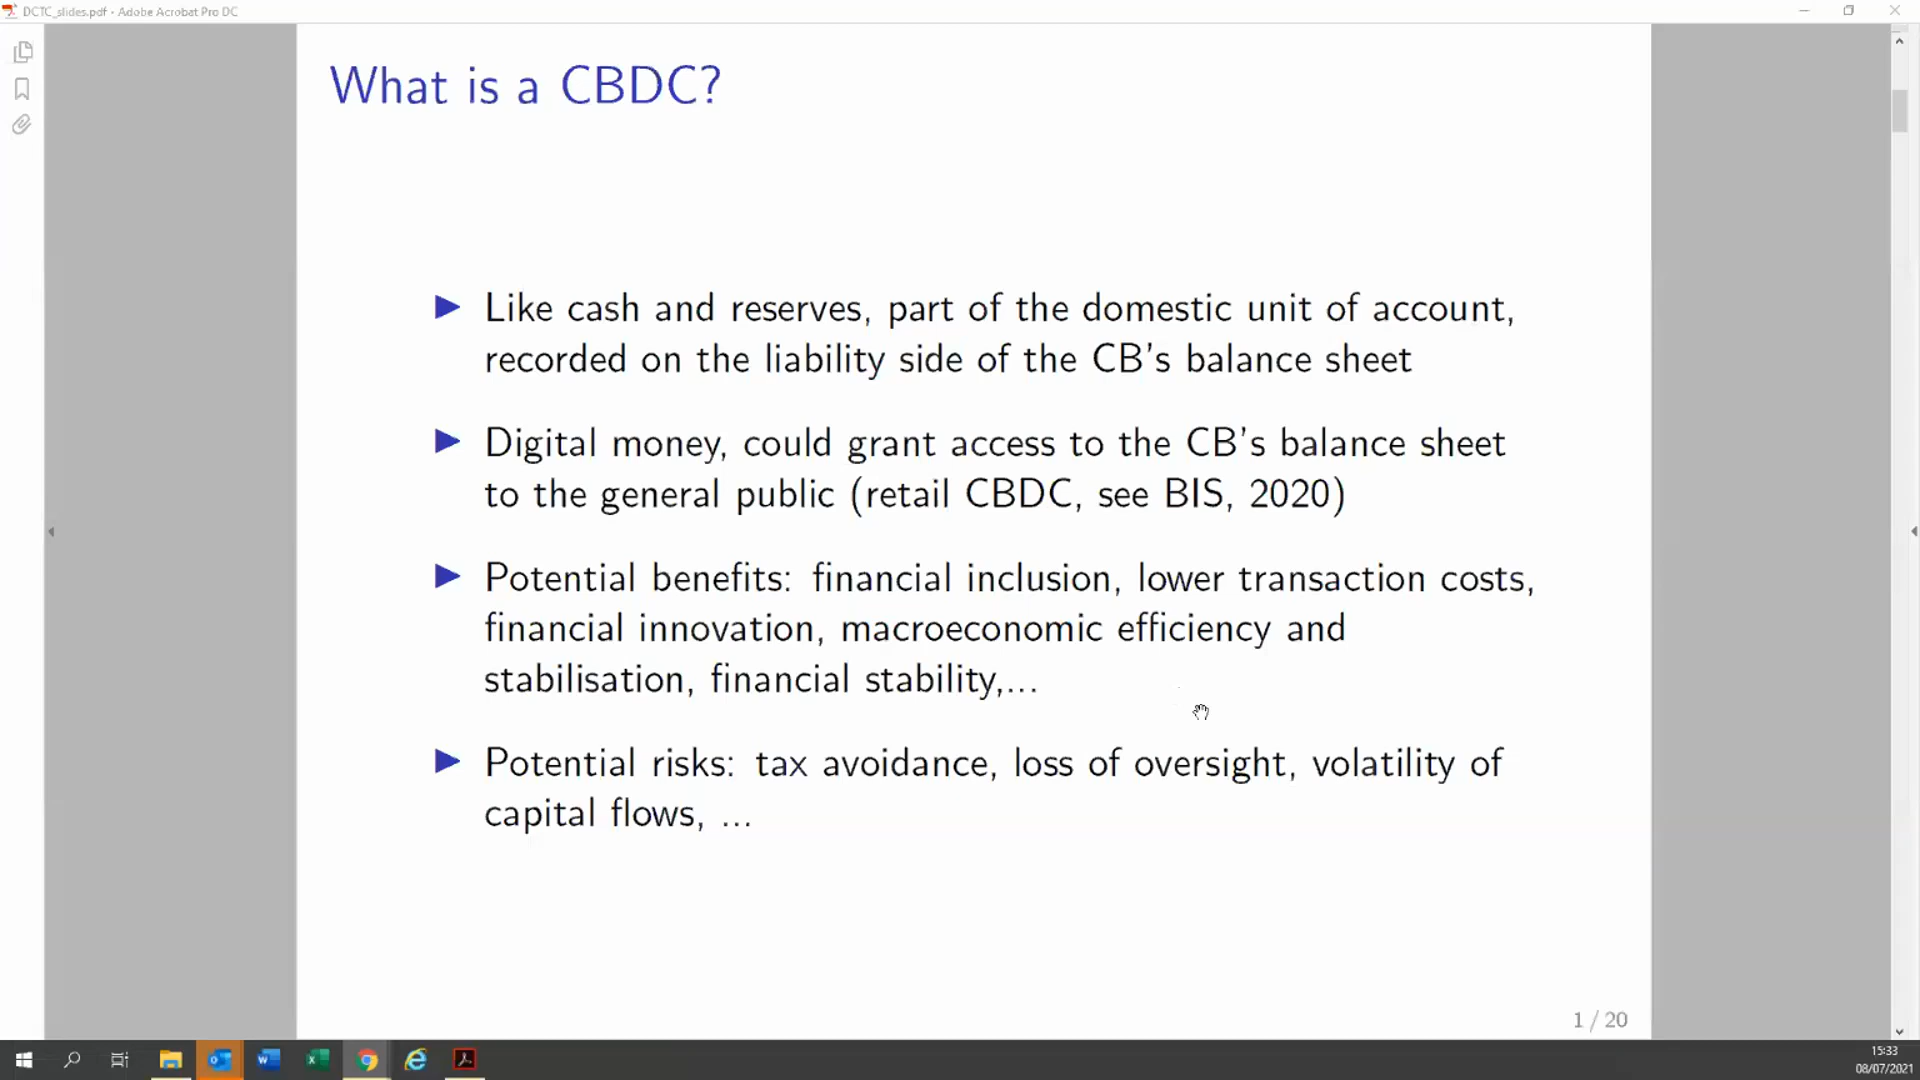 DCTC_slides.pdf - Adobe Acrobat Pro DC
What is a CBDC?
Like cash and reserves, part of the domestic unit of account,
recorded on the liability side of the CB's balance sheet
Digital money, could grant access to the CB's balance sheet
to the general public (retail CBDC, see BIS, 2020)
Potential benefits: financial inclusion, lower transaction costs,
financial innovation, macroeconomic efficiency and
stabilisation, financial stability,...
Potential risks: tax avoidance, loss of oversight, volatility of
capital flows, ...
1 / 20
15:33
08/07/2021